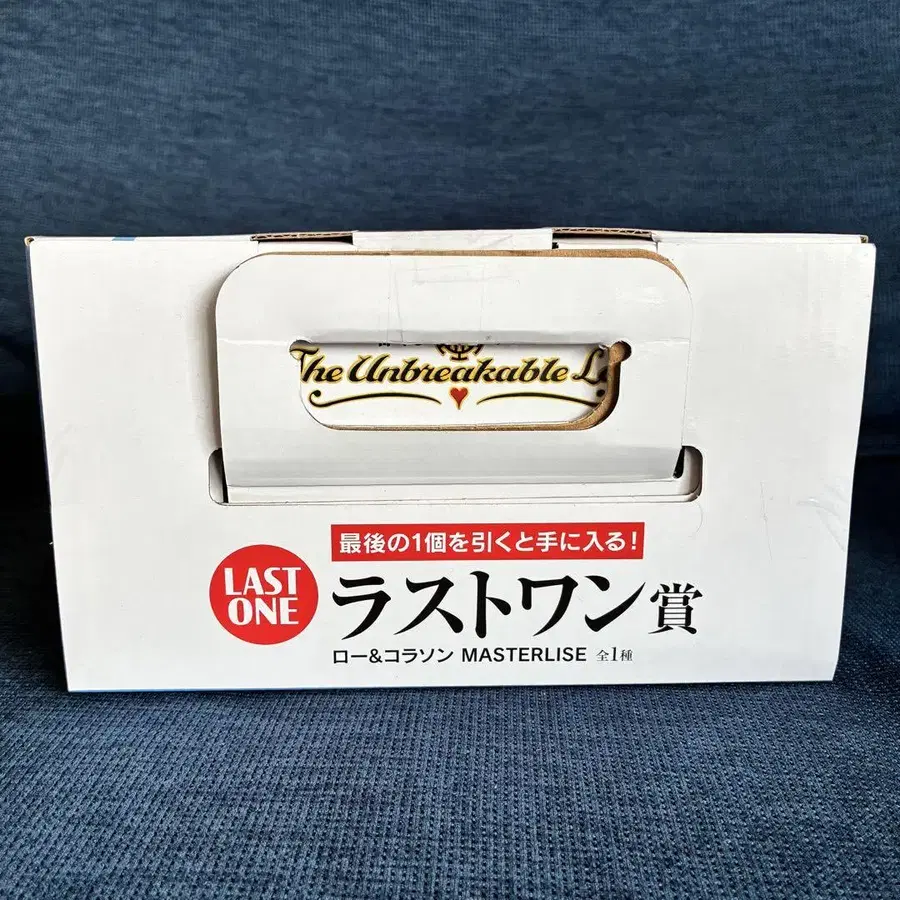 The Unbreakable
最後の1個を引くと手に入る!
LAST
ONE
ラストワン賞
ロー&コラソン MASTERLISE 全1種